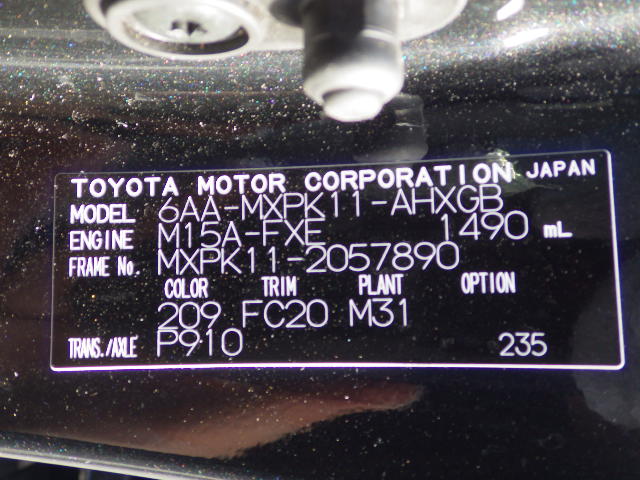 TOYOTA MOTOR CORPORATION JAPAN
MODEL 6AA-MXPK11-AHXGB
ENGINE M15A-FXE 1490 mL
FRAME No. MXPK11-2057890
COLOR TRIM PLANT OPTION
209 FC20 M31
TRANS./AXLE P910 235